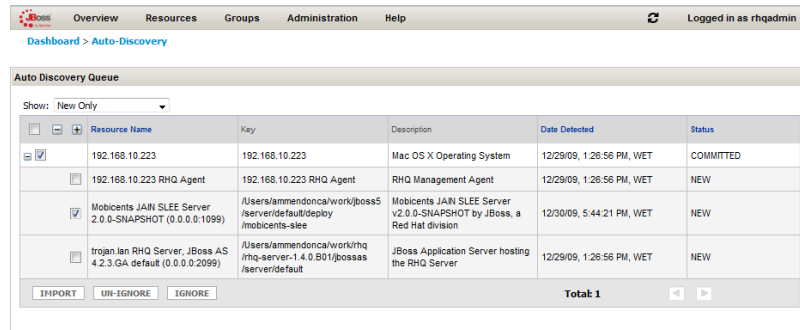 JBoss Overview Resources Groups Administration Help Logged in as rhqadmin
Dashboard > Auto-Discovery
Auto Discovery Queue
Show: New Only
Resource Name Key Description Date Detected Status
192.168.10.223 192.168.10.223 Mac OS X Operating System 12/29/09, 1:26:56 PM, WET COMMITTED
192.168.10.223 RHQ Agent 192.168.10.223 RHQ Agent RHQ Management Agent 12/29/09, 1:26:56 PM, WET NEW
Mobicents JAIN SLEE Server
2.0.0-SNAPSHOT (0.0.0.0:1099)
/Users/ammendonca/work/jboss5
/server/default/deploy
/mobicents-slee
Mobicents JAIN SLEE Server
v2.0.0-SNAPSHOT by JBoss, a
Red Hat division
12/30/09, 5:44:21 PM, WET
NEW
trojan.lan RHQ Server, JBoss AS
4.2.3.GA default (0.0.0.0:2099)
/Users/ammendonca/work/rhq
/rhq-server-1.4.0.B01/jbossas
/server/default
JBoss Application Server hosting
the RHQ Server
12/29/09, 1:26:56 PM, WET
NEW
IMPORT UN-IGNORE IGNORE Total: 1